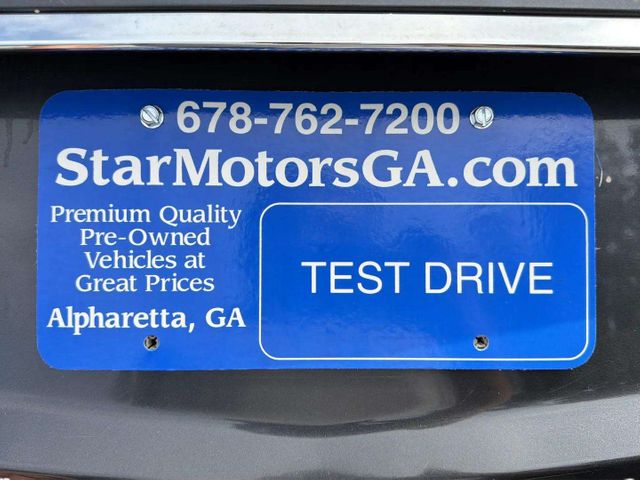 678-762-7200
StarMotorsGA.com
Premium Quality
Pre-Owned
Vehicles at
Great Prices
Alpharetta, GA
TEST DRIVE